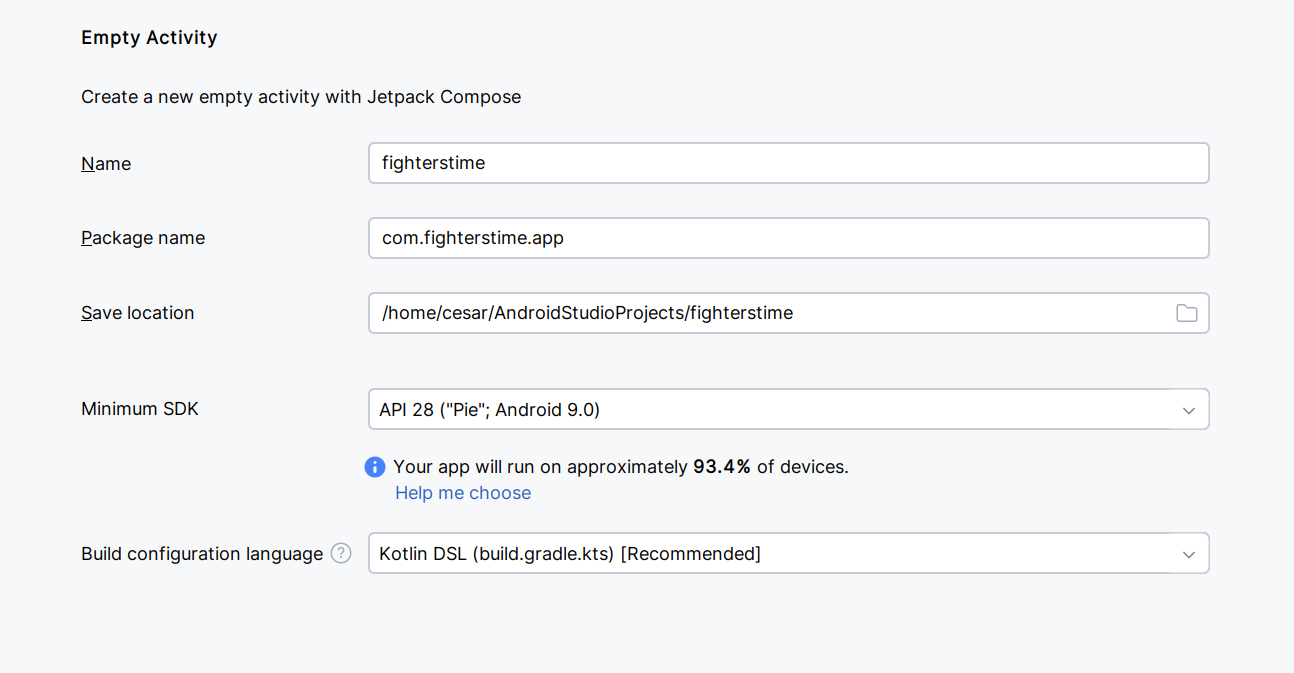 Empty Activity
Create a new empty activity with Jetpack Compose
Name
fighterstime
Package name
com.fighterstime.app
Save location
/home/cesar/AndroidStudioProjects/fighterstime
Minimum SDK
API 28 ("Pie"; Android 9.0)
Your app will run on approximately 93.4% of devices.
Help me choose
Build configuration language ?
Kotlin DSL (build.gradle.kts) [Recommended]